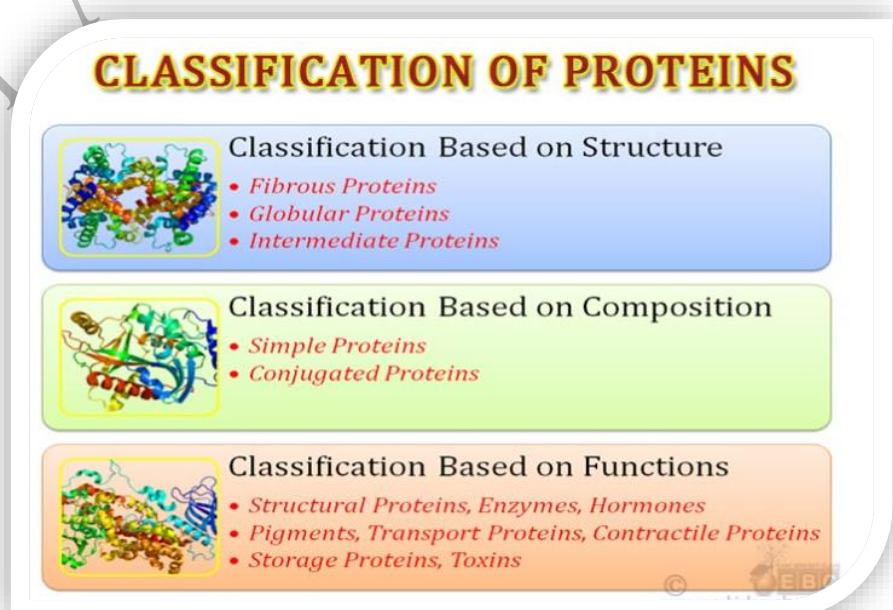 CLASSIFICATION OF PROTEINS
Classification Based on Structure
• Fibrous Proteins
• Globular Proteins
• Intermediate Proteins
Classification Based on Composition
• Simple Proteins
• Conjugated Proteins
Classification Based on Functions
• Structural Proteins, Enzymes, Hormones
• Pigments, Transport Proteins, Contractile Proteins
• Storage Proteins, Toxins
© EBC